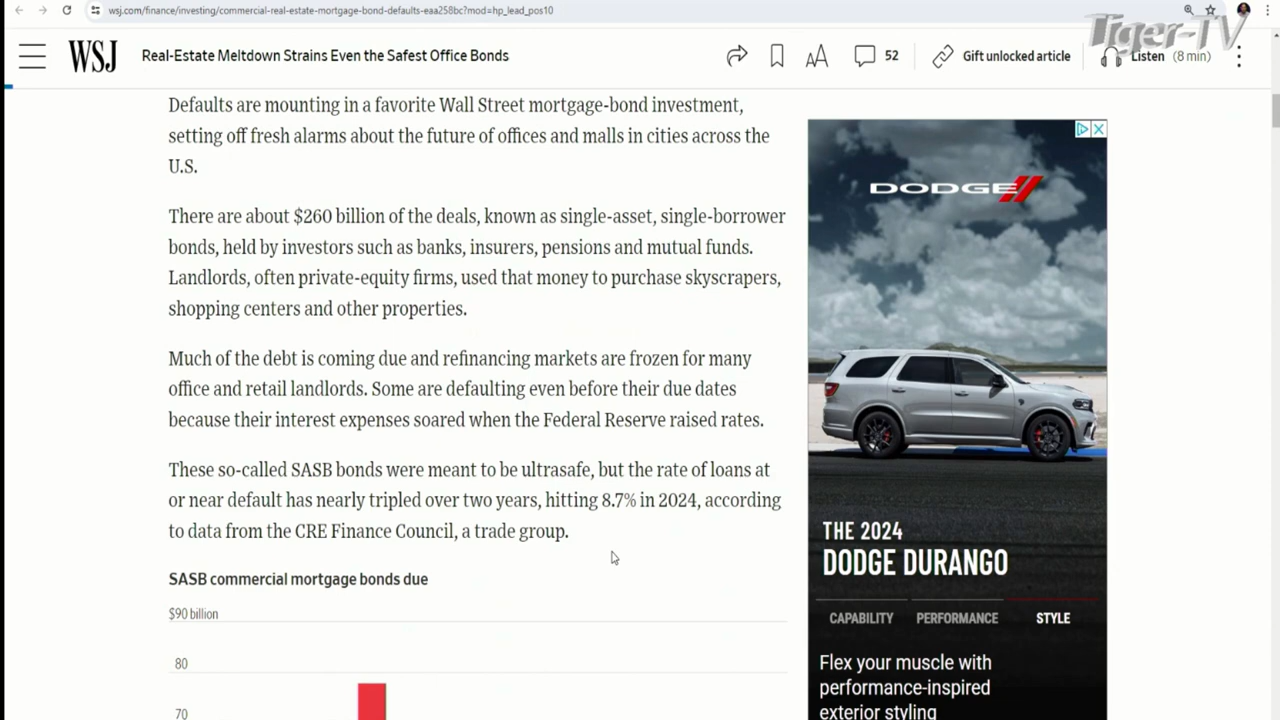 wsj.com/finance/investing/commercial-real-estate-mortgage-bond-defaults-eaa258bc?mod=hp_lead_pos10
Tiger-TV
WSJ
Real-Estate Meltdown Strains Even the Safest Office Bonds
AA
52
Gift unlocked article
Listen (8 min)
Defaults are mounting in a favorite Wall Street mortgage-bond investment,
setting off fresh alarms about the future of offices and malls in cities across the
U.S.
There are about $260 billion of the deals, known as single-asset, single-borrower
bonds, held by investors such as banks, insurers, pensions and mutual funds.
Landlords, often private-equity firms, used that money to purchase skyscrapers,
shopping centers and other properties.
Much of the debt is coming due and refinancing markets are frozen for many
office and retail landlords. Some are defaulting even before their due dates
because their interest expenses soared when the Federal Reserve raised rates.
These so-called SASB bonds were meant to be ultrasafe, but the rate of loans at
or near default has nearly tripled over two years, hitting 8.7% in 2024, according
to data from the CRE Finance Council, a trade group.
SASB commercial mortgage bonds due
$90 billion
80
70
DODGE
THE 2024
DODGE DURANGO
CAPABILITY
PERFORMANCE
STYLE
Flex your muscle with
performance-inspired
exterior styling